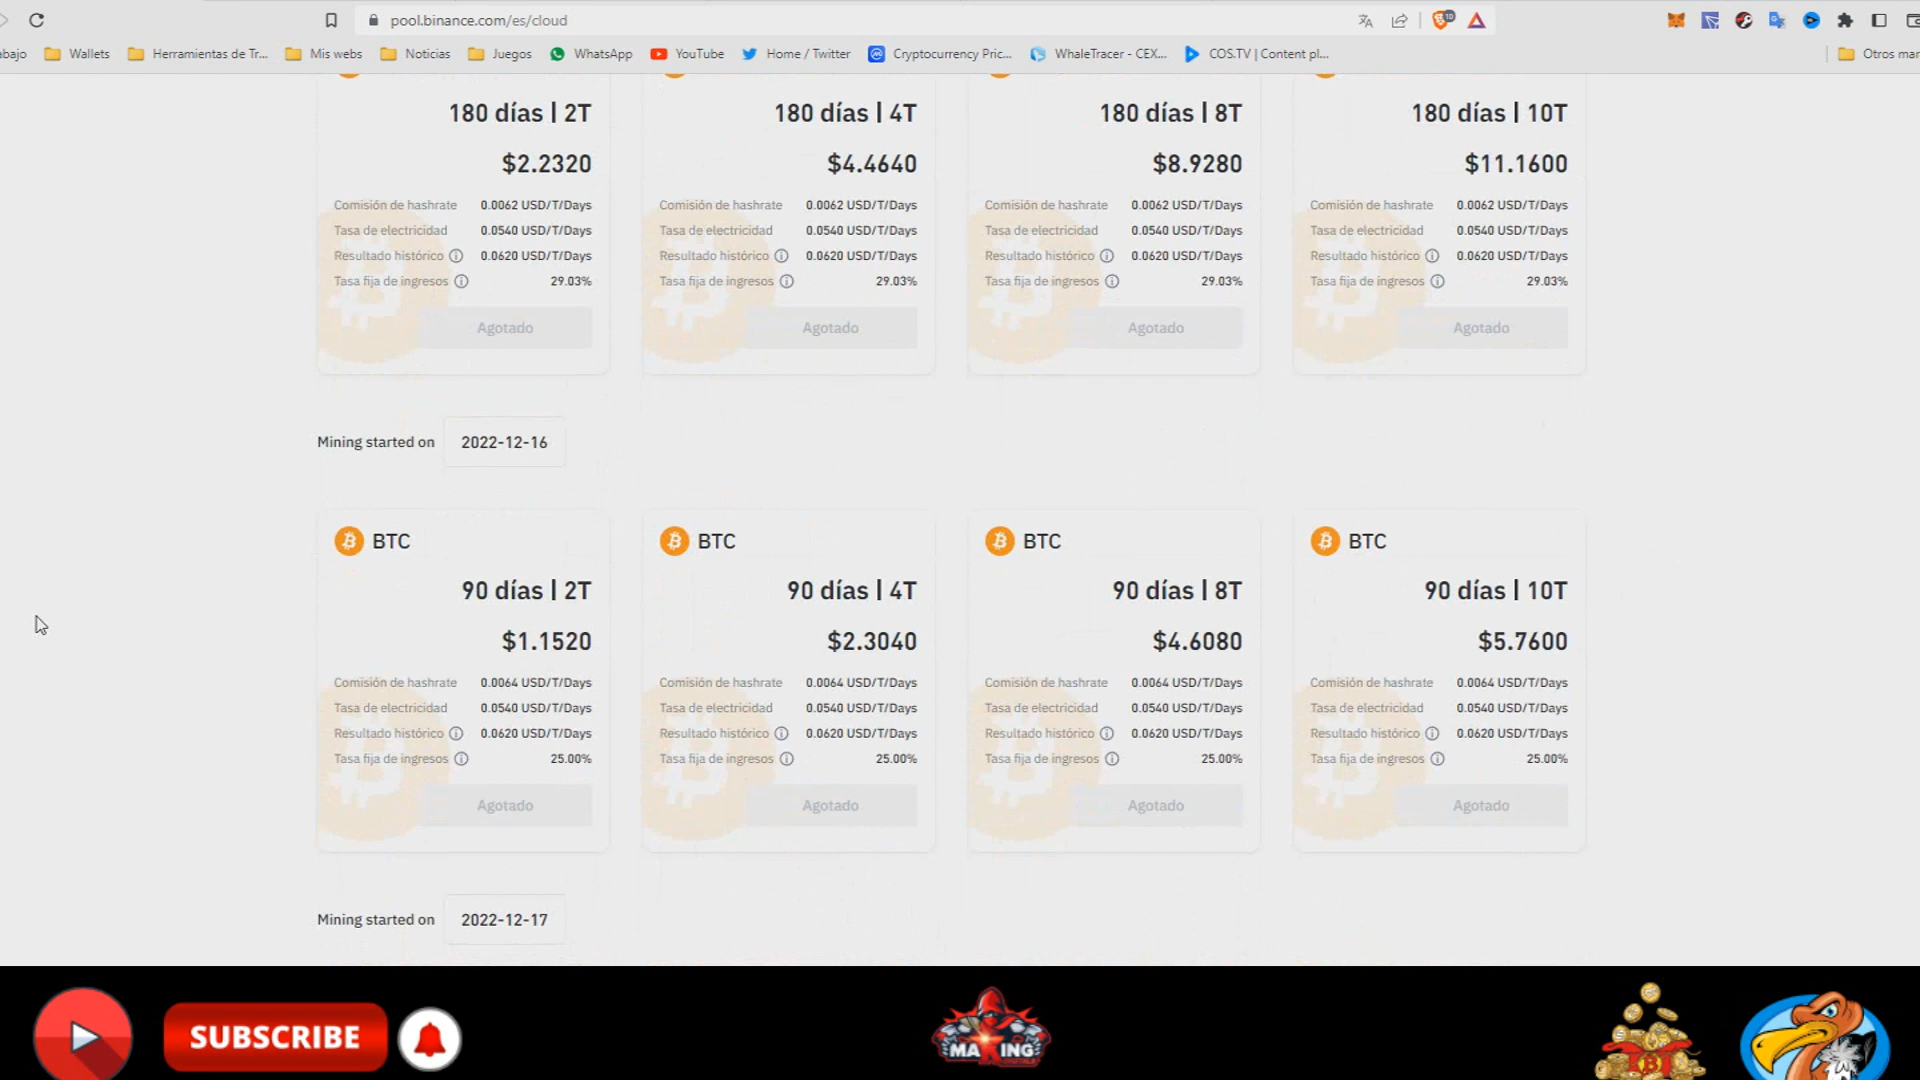 pool.binance.com/es/cloud
10
abajo Wallets Herramientas de Tr... Mis webs Noticias Juegos WhatsApp YouTube Home / Twitter Cryptocurrency Pric... WhaleTracer - CEX,... COS.TV | Content pl... Otros mar
180 días | 2T 180 días | 4T 180 días | 8T 180 días | 10T
$2.2320 $4.4640 $8.9280 $11.1600
Comisión de hashrate 0.0062 USD/T/Days Comisión de hashrate 0.0062 USD/T/Days Comisión de hashrate 0.0062 USD/T/Days Comisión de hashrate 0.0062 USD/T/Days
Tasa de electricidad 0.0540 USD/T/Days Tasa de electricidad 0.0540 USD/T/Days Tasa de electricidad 0.0540 USD/T/Days Tasa de electricidad 0.0540 USD/T/Days
Resultado histórico 0.0620 USD/T/Days Resultado histórico 0.0620 USD/T/Days Resultado histórico 0.0620 USD/T/Days Resultado histórico 0.0620 USD/T/Days
Tasa fija de ingresos 29.03% Tasa fija de ingresos 29.03% Tasa fija de ingresos 29.03% Tasa fija de ingresos 29.03%
Agotado Agotado Agotado Agotado
Mining started on 2022-12-16
BTC BTC BTC BTC
90 días | 2T 90 días | 4T 90 días | 8T 90 días | 10T
$1.1520 $2.3040 $4.6080 $5.7600
Comisión de hashrate 0.0064 USD/T/Days Comisión de hashrate 0.0064 USD/T/Days Comisión de hashrate 0.0064 USD/T/Days Comisión de hashrate 0.0064 USD/T/Days
Tasa de electricidad 0.0540 USD/T/Days Tasa de electricidad 0.0540 USD/T/Days Tasa de electricidad 0.0540 USD/T/Days Tasa de electricidad 0.0540 USD/T/Days
Resultado histórico 0.0620 USD/T/Days Resultado histórico 0.0620 USD/T/Days Resultado histórico 0.0620 USD/T/Days Resultado histórico 0.0620 USD/T/Days
Tasa fija de ingresos 25.00% Tasa fija de ingresos 25.00% Tasa fija de ingresos 25.00% Tasa fija de ingresos 25.00%
Agotado Agotado Agotado Agotado
Mining started on 2022-12-17
SUBSCRIBE
MAXING